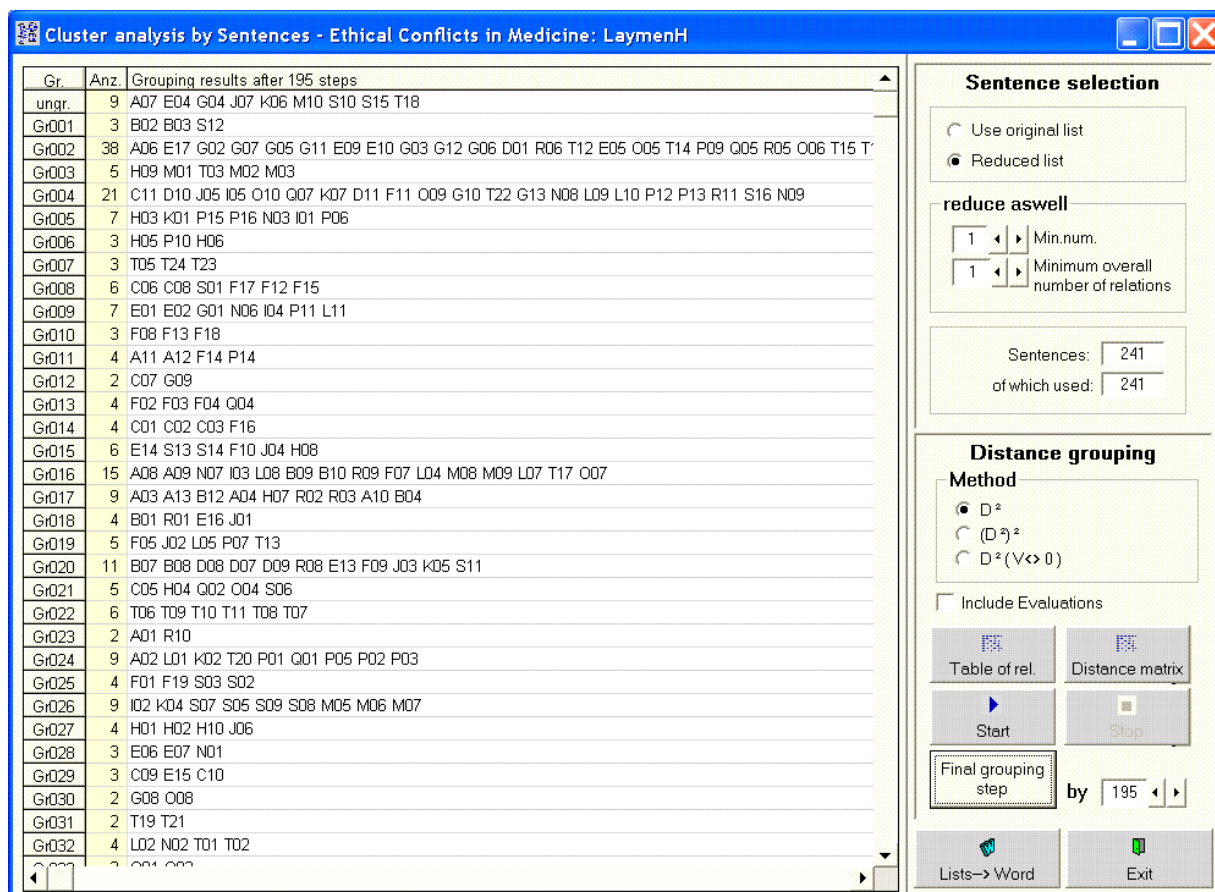 Cluster analysis by Sentences - Ethical Conflicts in Medicine: LaymenH
Gr. Anz. Grouping results after 195 steps
ungr. 9 A07 E04 G04 J07 K06 M10 S10 S15 T18
Gr001 3 B02 B03 S12
Gr002 38 A06 E17 G02 G07 G05 G11 E09 E10 G03 G12 G06 D01 R06 T12 E05 O05 T14 P09 Q05 R05 O06 T15
Gr003 5 H09 M01 T03 M02 M03
Gr004 21 C11 D10 J05 I05 O10 Q07 K07 D11 F11 O09 G10 T22 G13 N08 L09 L10 P12 P13 R11 S16 N09
Gr005 7 H03 K01 P15 P16 N03 I01 P06
Gr006 3 H05 P10 H06
Gr007 3 T05 T24 T23
Gr008 6 C06 C08 S01 F17 F12 F15
Gr009 7 E01 E02 G01 N06 I04 P11 L11
Gr010 3 F08 F13 F18
Gr011 4 A11 A12 F14 P14
Gr012 2 C07 G09
Gr013 4 F02 F03 F04 Q04
Gr014 4 C01 C02 C03 F16
Gr015 6 E14 S13 S14 F10 J04 H08
Gr016 15 A08 A09 N07 I03 L08 B09 B10 R09 F07 L04 M08 M09 L07 T17 O07
Gr017 9 A03 A13 B12 A04 H07 R02 R03 A10 B04
Gr018 4 B01 R01 E16 J01
Gr019 5 F05 J02 L05 P07 T13
Gr020 11 B07 B08 D08 D07 D09 R08 E13 F09 J03 K05 S11
Gr021 5 C05 H04 Q02 O04 S06
Gr022 6 T06 T09 T10 T11 T08 T07
Gr023 2 A01 R10
Gr024 9 A02 L01 K02 T20 P01 Q01 P05 P02 P03
Gr025 4 F01 F19 S03 S02
Gr026 9 I02 K04 S07 S05 S09 S08 M05 M06 M07
Gr027 4 H01 H02 H10 J06
Gr028 3 E06 E07 N01
Gr029 3 C09 E15 C10
Gr030 2 G08 O08
Gr031 2 T19 T21
Gr032 4 L02 N02 T01 T02
Sentence selection
Use original list
Reduced list
reduce aswell
1 Min.num.
1 Minimum overall
number of relations
Sentences: 241
of which used: 241
Distance grouping
Method
D²
(D²)²
D² (V<> 0)
Include Evaluations
Table of rel. Distance matrix
Start Stop
Final grouping
step by 195
Lists--> Word Exit